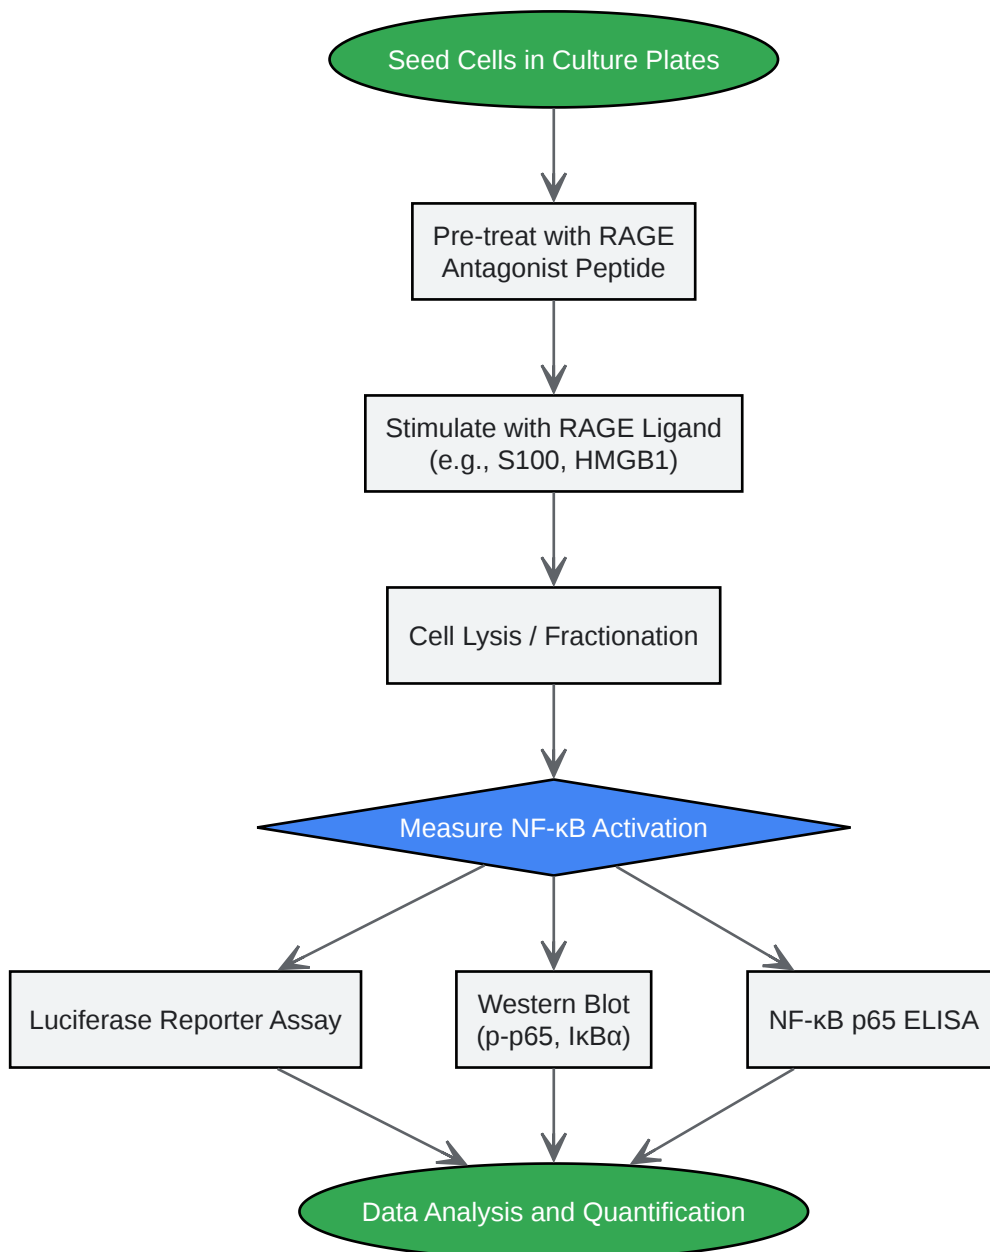 Seed Cells in Culture Plates
Pre-treat with RAGE
Antagonist Peptide
Stimulate with RAGE Ligand
(e.g., S100, HMGB1)
Cell Lysis / Fractionation
Measure NF-κB Activation
Luciferase Reporter Assay
Western Blot
(p-p65, IκBα)
NF-κB p65 ELISA
Data Analysis and Quantification